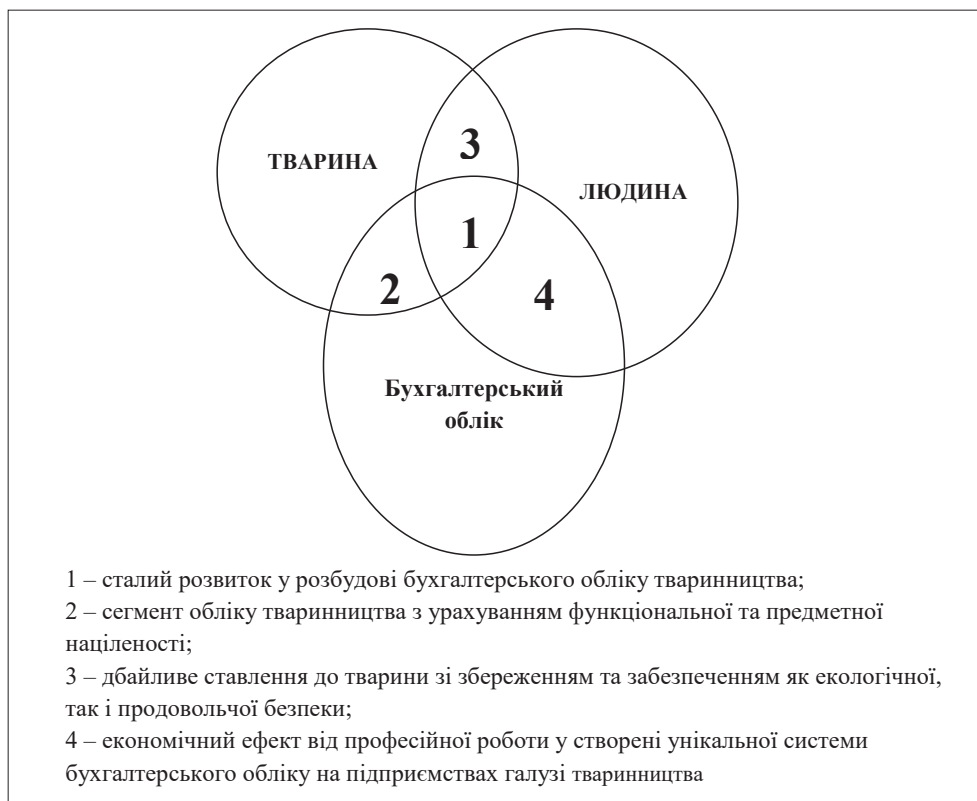 3
ТВАРИНА
ЛЮДИНА
1
2
4
Бухгалтерський
облік
1 – сталий розвиток у розбудові бухгалтерського обліку тваринництва;
2 – сегмент обліку тваринництва з урахуванням функціональної та предметної
націленості;
3 – дбайливе ставлення до тварини зі збереженням та забезпеченням як екологічної,
так і продовольчої безпеки;
4 – економічний ефект від професійної роботи у створені унікальної системи
бухгалтерського обліку на підприємствах галузі тваринництва